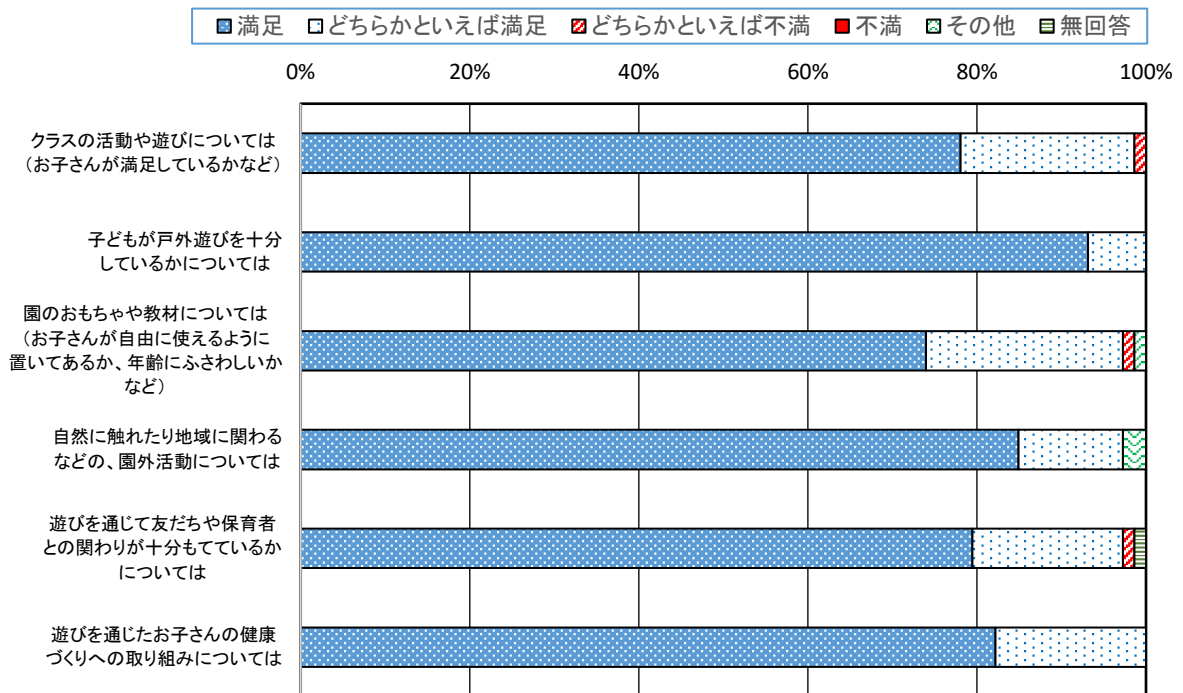 満足 どちらかといえば満足 どちらかといえば不満 不満 その他 無回答
0% 20% 40% 60% 80% 100%
クラスの活動や遊びについては
（お子さんが満足しているかなど）
子どもが戸外遊びを十分
しているかについては
園のおもちゃや教材については
（お子さんが自由に使えるように
置いてあるか、年齢にふさわしいか
など）
自然に触れたり地域に関わる
などの、園外活動については
遊びを通じて友だちや保育者
との関わりが十分もてているか
については
遊びを通じたお子さんの健康
づくりへの取り組みについては